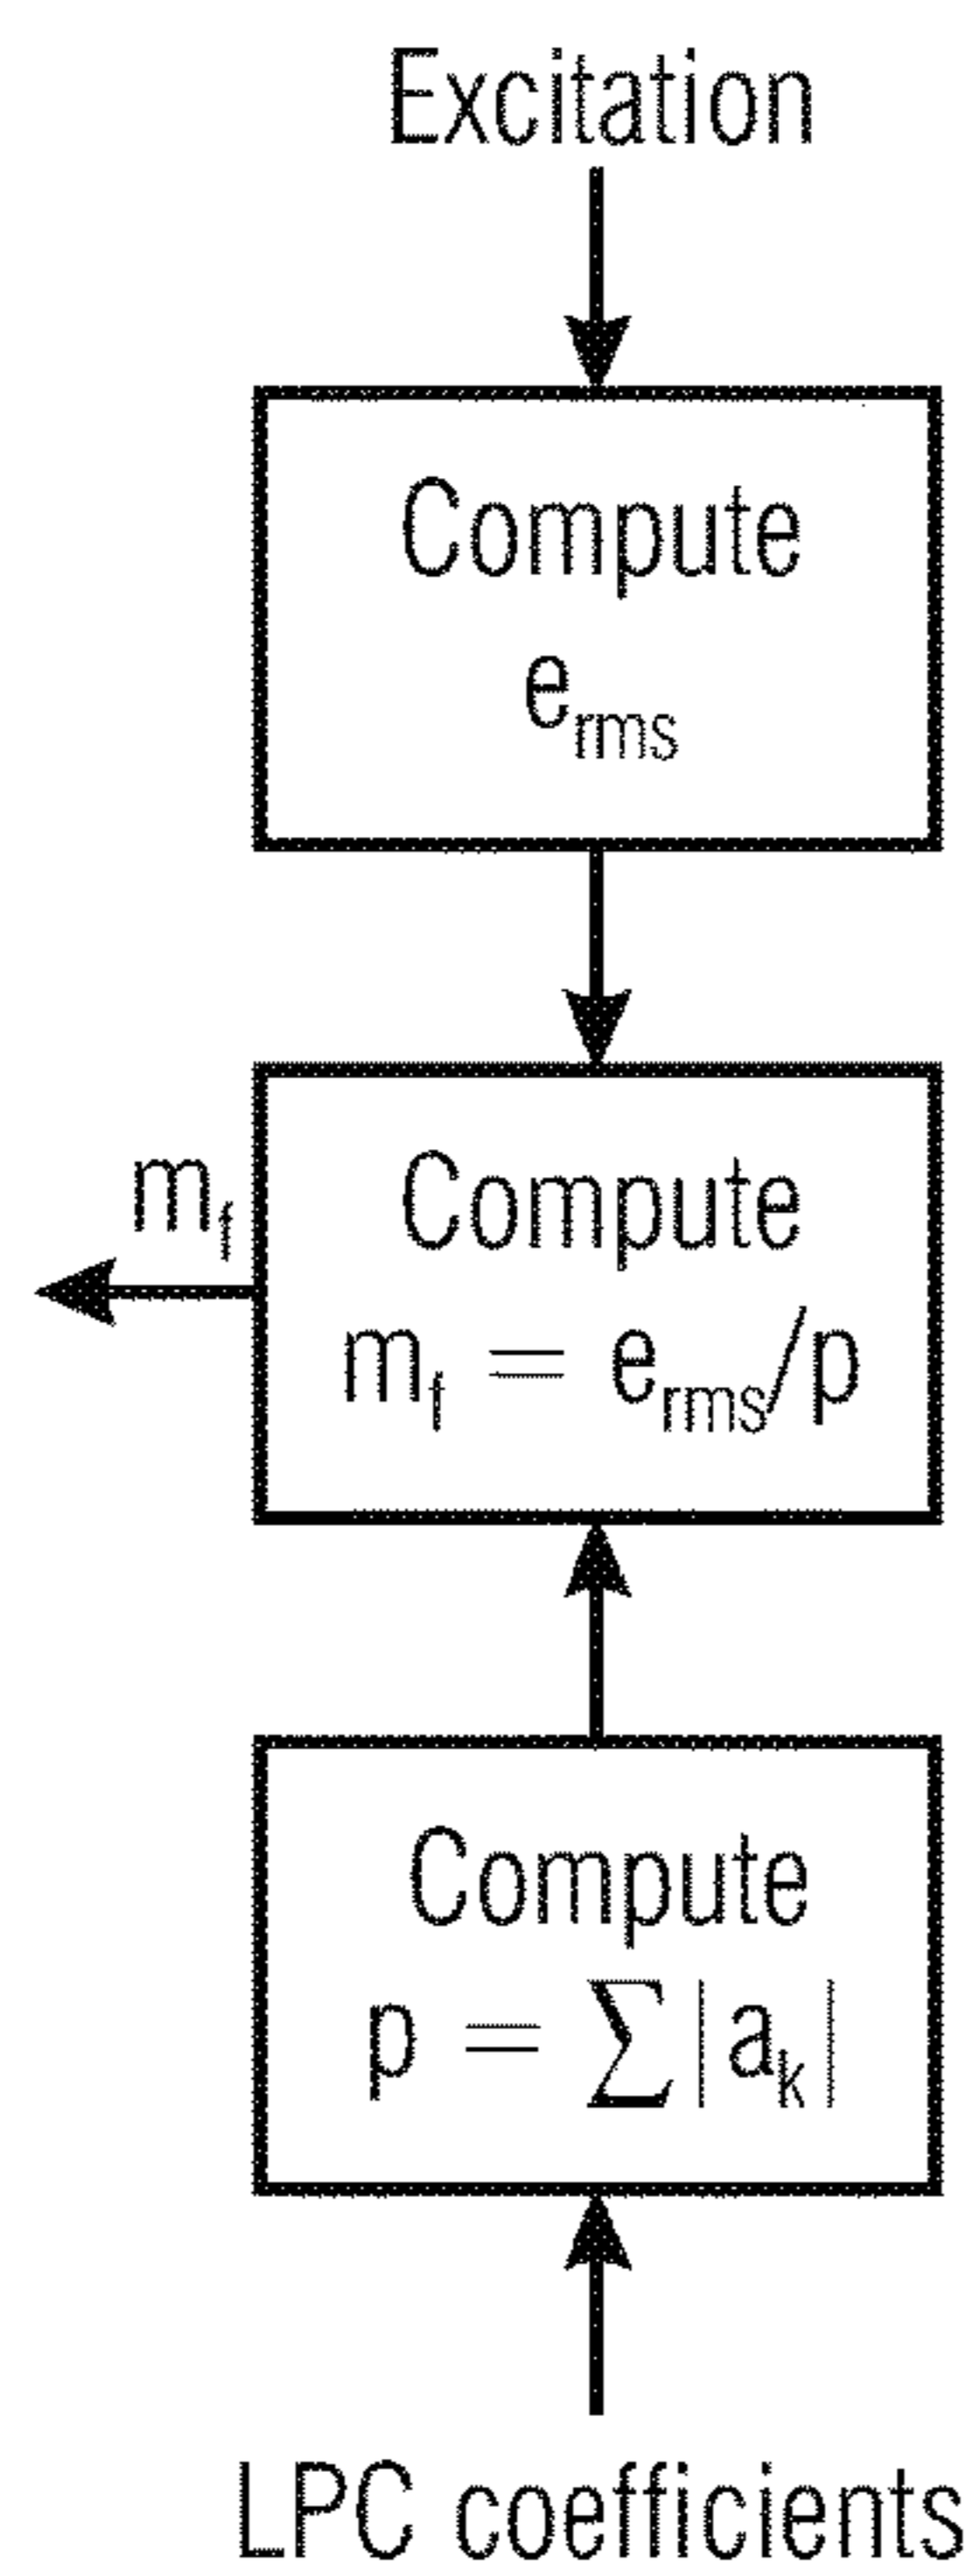 Excitation
Compute
e_rms
m_f
Compute
m_f = e_rms/p
Compute
p = ∑|a_k|
LPC coefficients